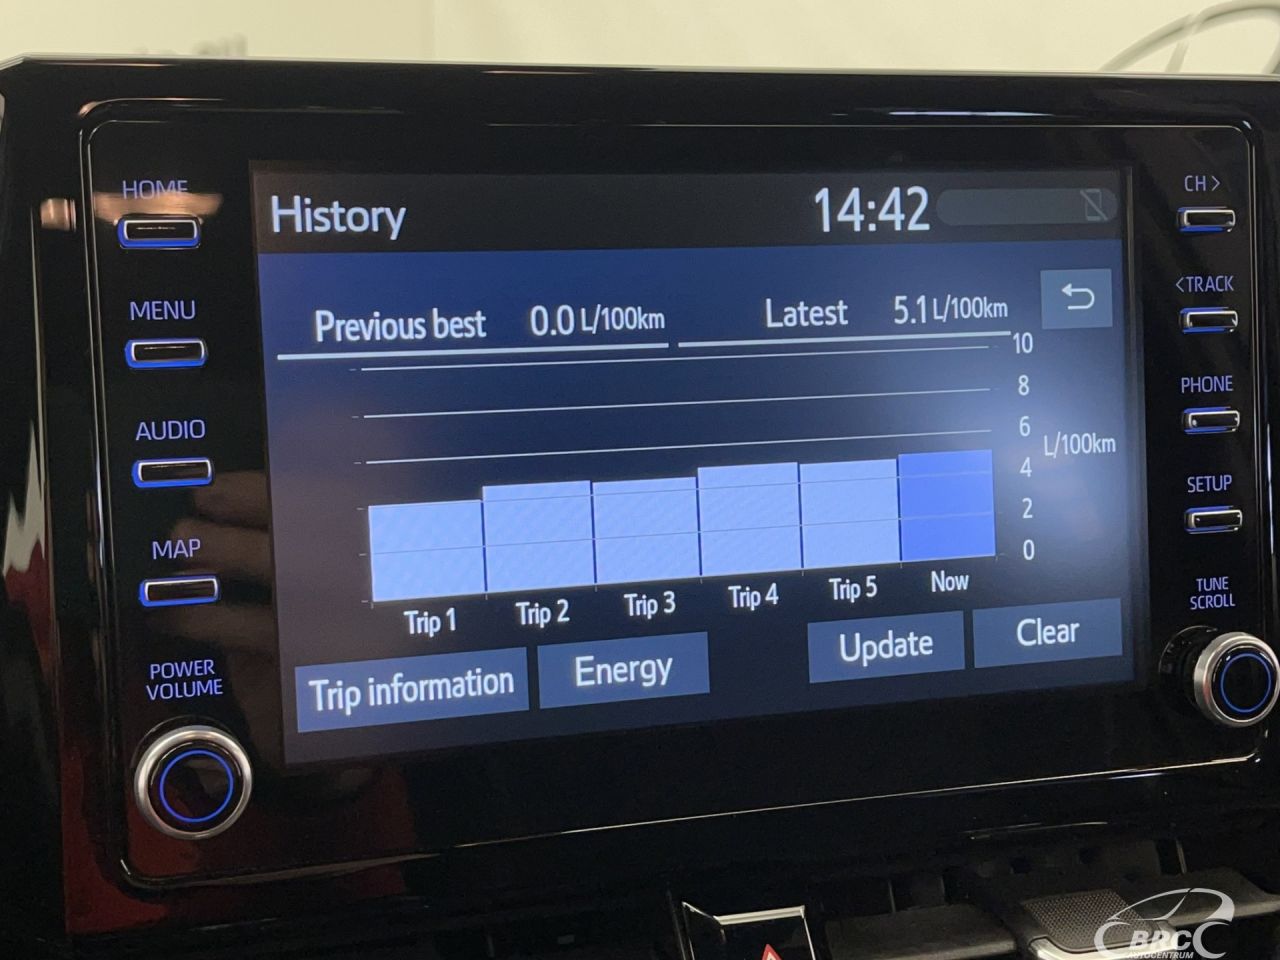 HOME
MENU
AUDIO
MAP
POWER
VOLUME
History
14:42
Previous best 0.0 L/100km
Latest 5.1 L/100km
10
8
6
4
2
0
L/100km
Trip 1 Trip 2 Trip 3 Trip 4 Trip 5 Now
Trip information Energy Update Clear
CH >
<TRACK
PHONE
SETUP
TUNE
SCROLL
BRC
AUTOCENTRUM